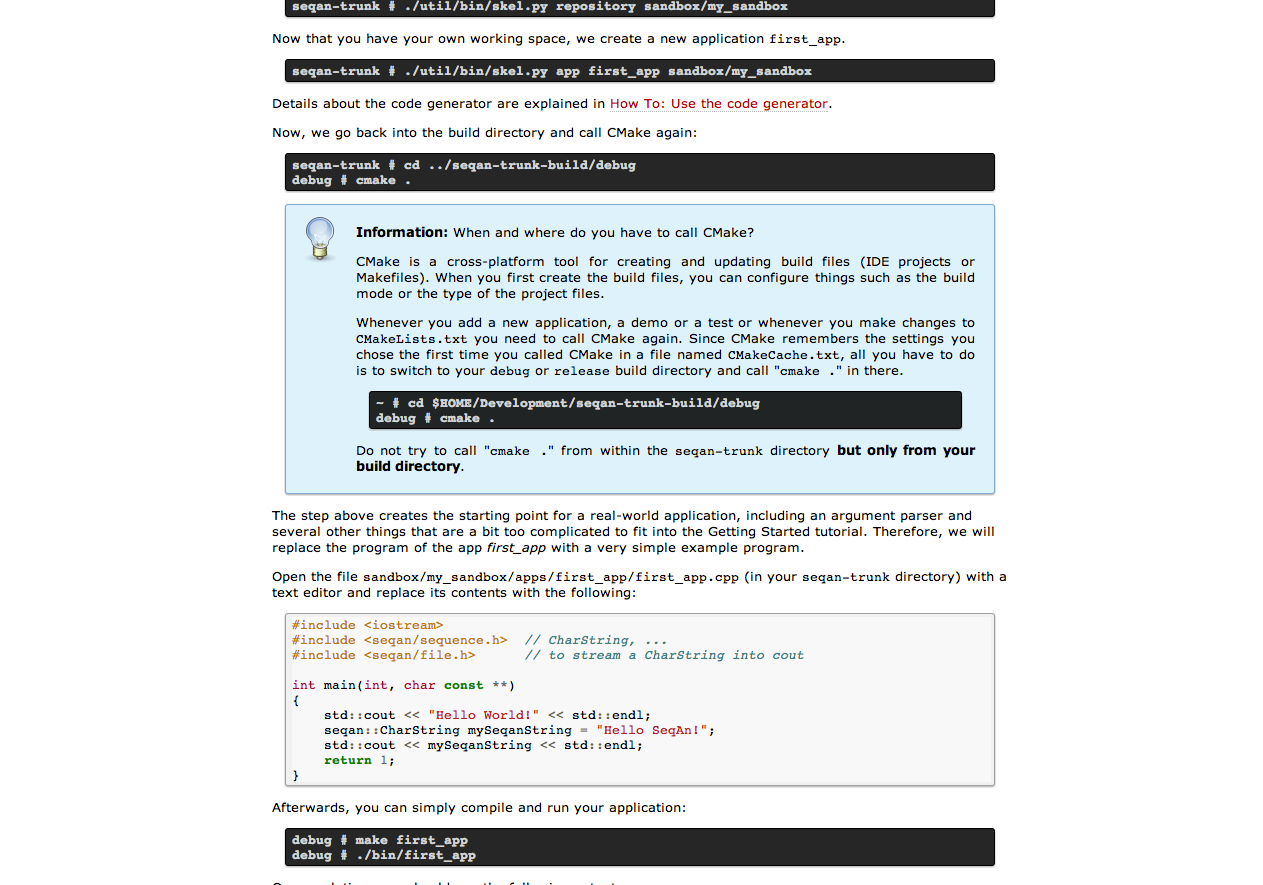 seqan-trunk # ./util/bin/skel.py repository sandbox/my_sandbox
Now that you have your own working space, we create a new application first_app.
seqan-trunk # ./util/bin/skel.py app first_app sandbox/my_sandbox
Details about the code generator are explained in How To: Use the code generator.
Now, we go back into the build directory and call CMake again:
seqan-trunk # cd ../seqan-trunk-build/debug
debug # cmake .
Information: When and where do you have to call CMake?
CMake is a cross-platform tool for creating and updating build files (IDE projects or
Makefiles). When you first create the build files, you can configure things such as the build
mode or the type of the project files.
Whenever you add a new application, a demo or a test or whenever you make changes to
CMakeLists.txt you need to call CMake again. Since CMake remembers the settings you
chose the first time you called CMake in a file named CMakeCache.txt, all you have to do
is to switch to your debug or release build directory and call "cmake ." in there.
~ # cd $HOME/Development/seqan-trunk-build/debug
debug # cmake .
Do not try to call "cmake ." from within the seqan-trunk directory but only from your
build directory.
The step above creates the starting point for a real-world application, including an argument parser and
several other things that are a bit too complicated to fit into the Getting Started tutorial. Therefore, we will
replace the program of the app first_app with a very simple example program.
Open the file sandbox/my_sandbox/apps/first_app/first_app.cpp (in your seqan-trunk directory) with a
text editor and replace its contents with the following:
#include <iostream>
#include <seqan/sequence.h>  // CharString, ...
#include <seqan/file.h>      // to stream a CharString into cout
int main(int, char const **)
{
    std::cout << "Hello World!" << std::endl;
    seqan::CharString mySeqanString = "Hello SeqAn!";
    std::cout << mySeqanString << std::endl;
    return 1;
}
Afterwards, you can simply compile and run your application:
debug # make first_app
debug # ./bin/first_app